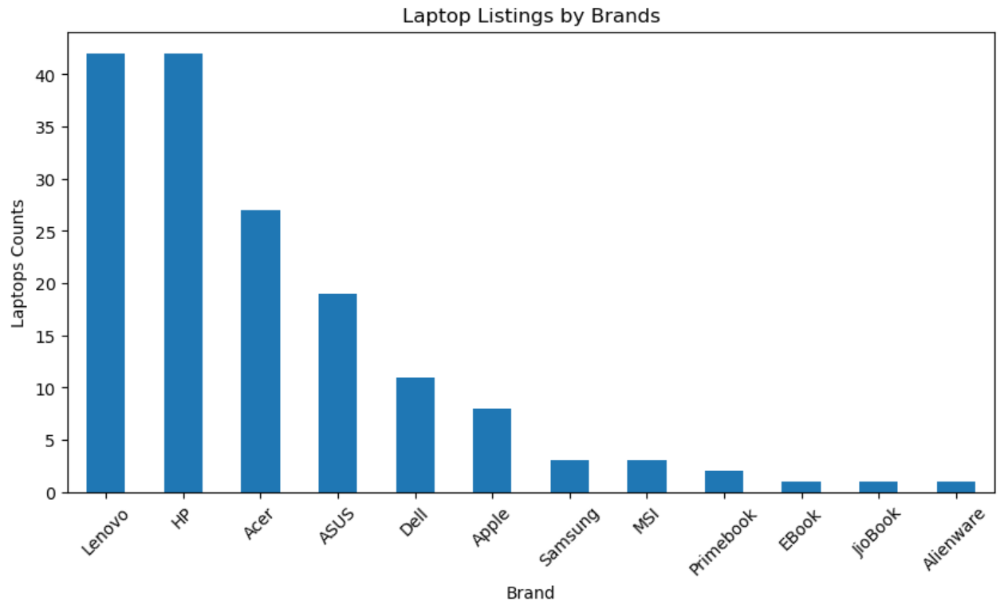 Laptop Listings by Brands
Laptops Counts
40
35
30
25
20
15
10
5
0
Lenovo
HP
Acer
ASUS
Dell
Apple
Samsung
MSI
Primebook
EBook
JioBook
Alienware
Brand